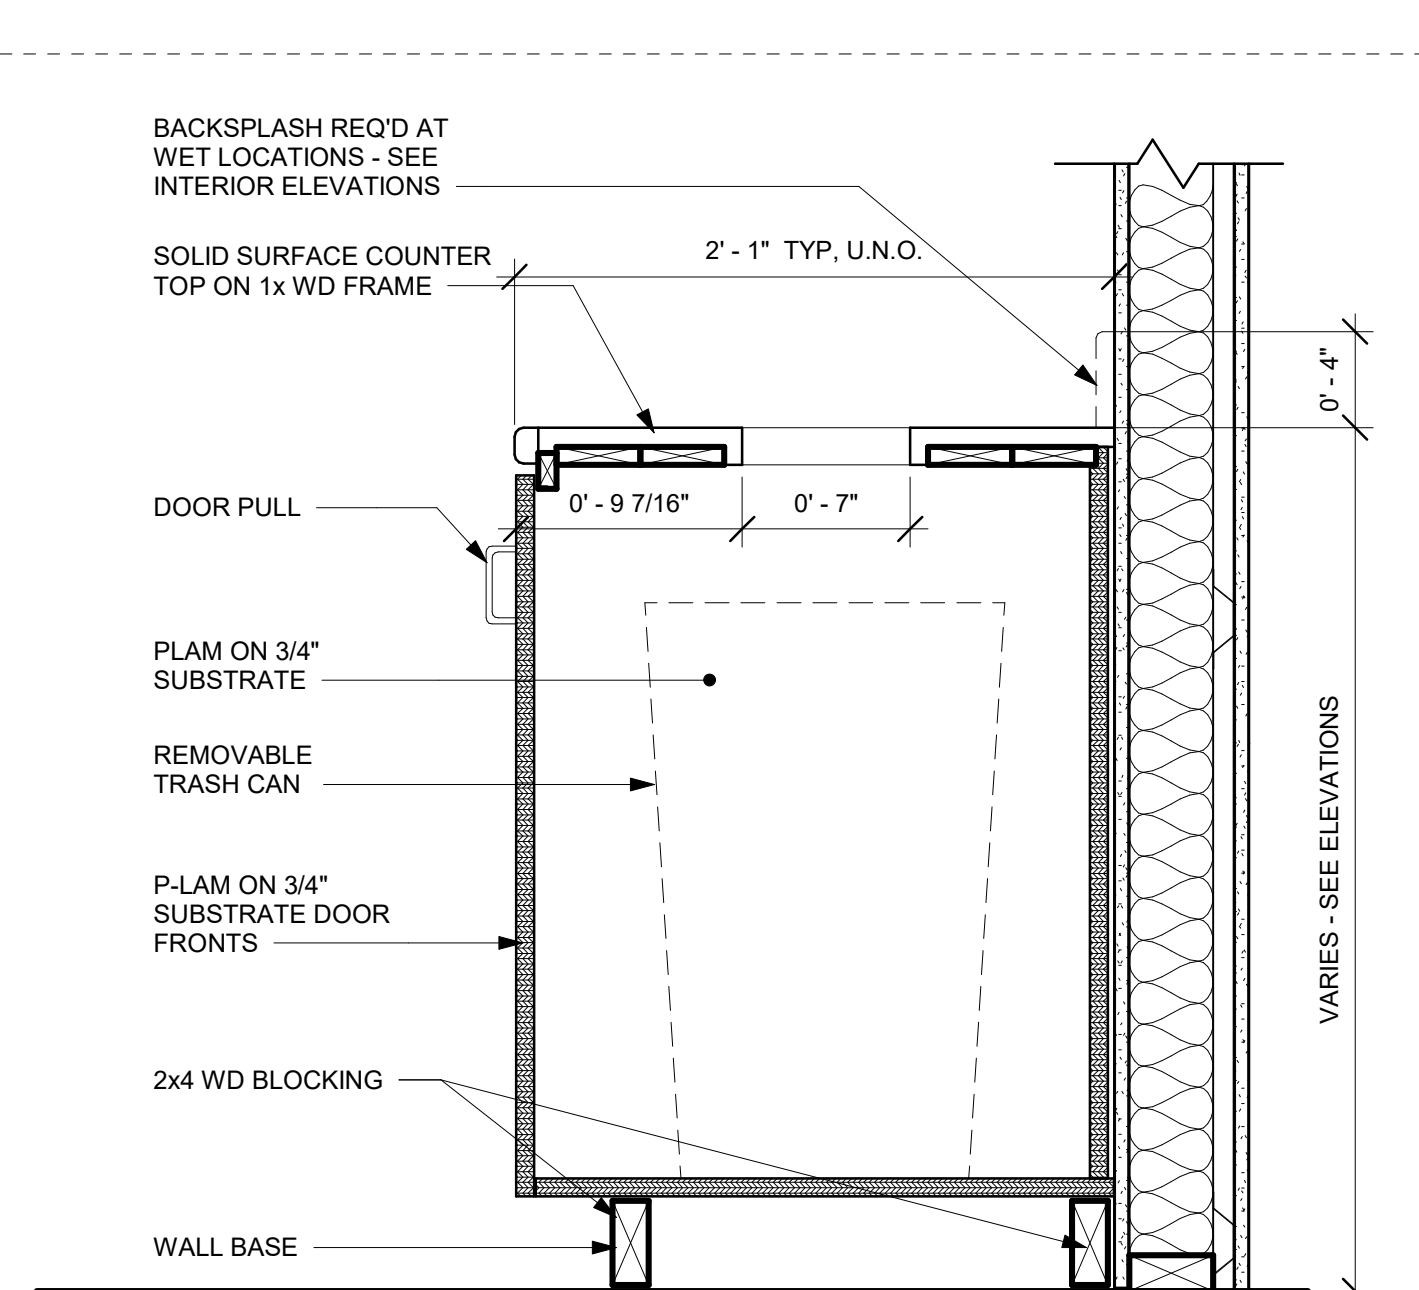 BACKSPLASH REQ'D AT
WET LOCATIONS - SEE
INTERIOR ELEVATIONS
SOLID SURFACE COUNTER
TOP ON 1x WD FRAME
2' - 1"  TYP, U.N.O.
0' - 4"
DOOR PULL
0' - 9 7/16"
0' - 7"
PLAM ON 3/4"
SUBSTRATE
REMOVABLE
TRASH CAN
VARIES - SEE ELEVATIONS
P-LAM ON 3/4"
SUBSTRATE DOOR
FRONTS
2x4 WD BLOCKING
WALL BASE